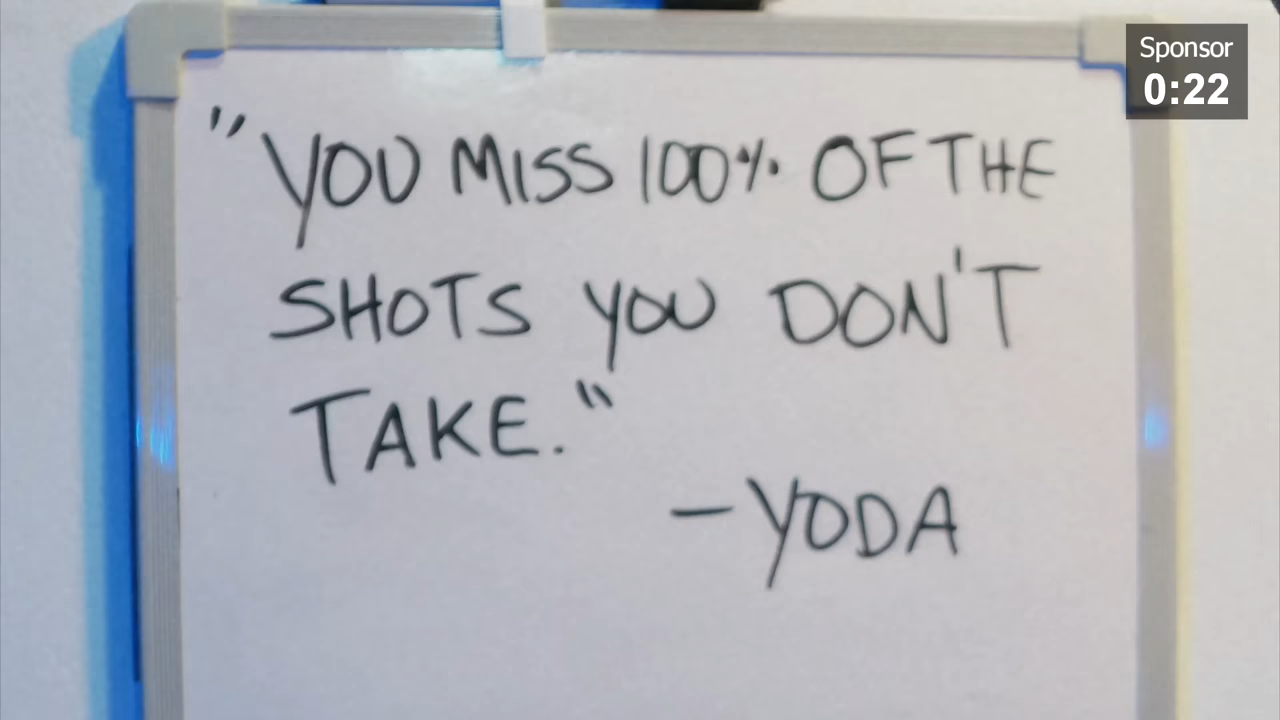 Sponsor
0:22
"YOU MISS 100% OF THE
SHOTS YOU DON'T
TAKE."
-YODA